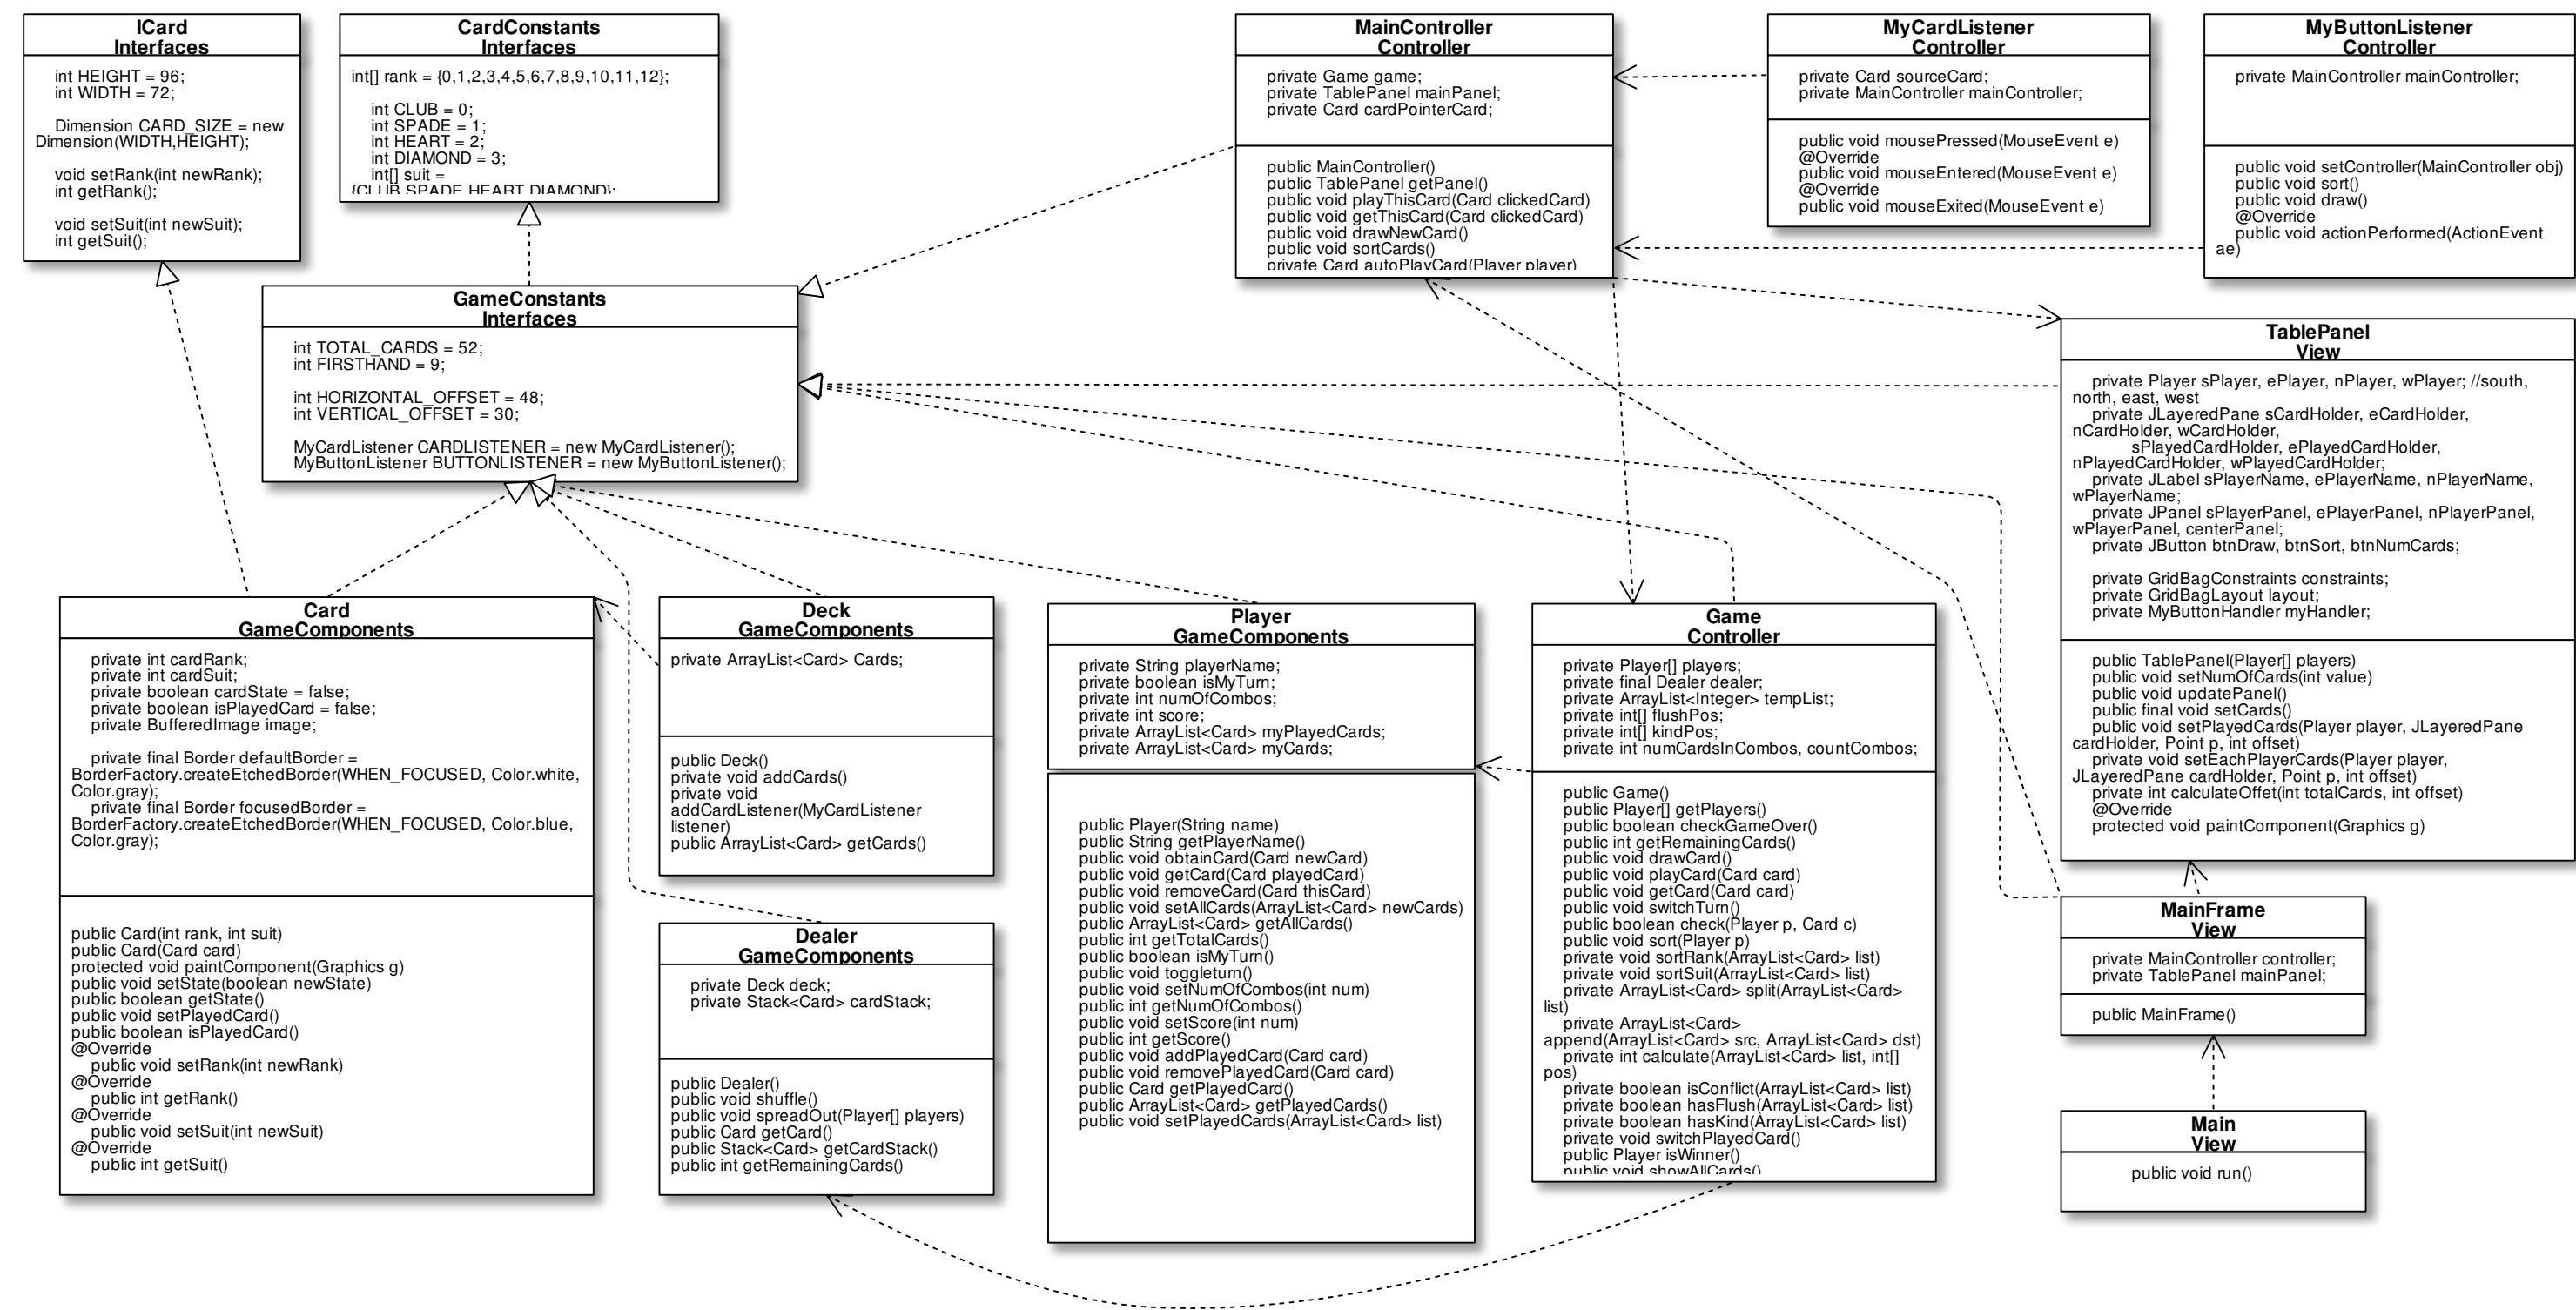 ICard
Interfaces
int HEIGHT = 96;
int WIDTH = 72;
Dimension CARD_SIZE = new
Dimension(WIDTH,HEIGHT);
void setRank(int newRank);
int getRank();
void setSuit(int newSuit);
int getSuit();
CardConstants
Interfaces
int[] rank = {0,1,2,3,4,5,6,7,8,9,10,11,12};
int CLUB = 0;
int SPADE = 1;
int HEART = 2;
int DIAMOND = 3;
int[] suit =
{CLUB,SPADE,HEART,DIAMOND};
MainController
Controller
private Game game;
private TablePanel mainPanel;
private Card cardPointerCard;
public MainController()
public TablePanel getPanel()
public void playThisCard(Card clickedCard)
public void getThisCard(Card clickedCard)
public void drawNewCard()
public void sortCards()
private Card autoPlayCard(Player player)
MyCardListener
Controller
private Card sourceCard;
private MainController mainController;
public void mousePressed(MouseEvent e)
@Override
public void mouseEntered(MouseEvent e)
@Override
public void mouseExited(MouseEvent e)
MyButtonListener
Controller
private MainController mainController;
public void setController(MainController obj)
public void sort()
public void draw()
@Override
public void actionPerformed(ActionEvent
ae)
GameConstants
Interfaces
int TOTAL_CARDS = 52;
int FIRSTHAND = 9;
int HORIZONTAL_OFFSET = 48;
int VERTICAL_OFFSET = 30;
MyCardListener CARDLISTENER = new MyCardListener();
MyButtonListener BUTTONLISTENER = new MyButtonListener();
TablePanel
View
private Player sPlayer, ePlayer, nPlayer, wPlayer; //south,
north, east, west
private JLayeredPane sCardHolder, eCardHolder,
nCardHolder, wCardHolder,
sPlayedCardHolder, ePlayedCardHolder,
nPlayedCardHolder, wPlayedCardHolder;
private JLabel sPlayerName, ePlayerName, nPlayerName,
wPlayerName;
private JPanel sPlayerPanel, ePlayerPanel, nPlayerPanel,
wPlayerPanel, centerPanel;
private JButton btnDraw, btnSort, btnNumCards;
private GridBagConstraints constraints;
private GridBagLayout layout;
private MyButtonHandler myHandler;
public TablePanel(Player[] players)
public void setNumOfCards(int value)
public void updatePanel()
public final void setCards()
public void setPlayedCards(Player player, JLayeredPane
cardHolder, Point p, int offset)
private void setEachPlayerCards(Player player,
JLayeredPane cardHolder, Point p, int offset)
private int calculateOffet(int totalCards, int offset)
@Override
protected void paintComponent(Graphics g)
Card
GameComponents
private int cardRank;
private int cardSuit;
private boolean cardState = false;
private boolean isPlayedCard = false;
private BufferedImage image;
private final Border defaultBorder =
BorderFactory.createEtchedBorder(WHEN_FOCUSED, Color.white,
Color.gray);
private final Border focusedBorder =
BorderFactory.createEtchedBorder(WHEN_FOCUSED, Color.blue,
Color.gray);
public Card(int rank, int suit)
public Card(Card card)
protected void paintComponent(Graphics g)
public void setState(boolean newState)
public boolean getState()
public void setPlayedCard()
public boolean isPlayedCard()
@Override
public void setRank(int newRank)
@Override
public int getRank()
@Override
public void setSuit(int newSuit)
@Override
public int getSuit()
Deck
GameComponents
private ArrayList<Card> Cards;
public Deck()
private void addCards()
private void
addCardListener(MyCardListener
listener)
public ArrayList<Card> getCards()
Dealer
GameComponents
private Deck deck;
private Stack<Card> cardStack;
public Dealer()
public void shuffle()
public void spreadOut(Player[] players)
public Card getCard()
public Stack<Card> getCardStack()
public int getRemainingCards()
Player
GameComponents
private String playerName;
private boolean isMyTurn;
private int numOfCombos;
private int score;
private ArrayList<Card> myPlayedCards;
private ArrayList<Card> myCards;
public Player(String name)
public String getPlayerName()
public void obtainCard(Card newCard)
public void getCard(Card playedCard)
public void removeCard(Card thisCard)
public void setAllCards(ArrayList<Card> newCards)
public ArrayList<Card> getAllCards()
public int getTotalCards()
public boolean isMyTurn()
public void toggleturn()
public void setNumOfCombos(int num)
public int getNumOfCombos()
public void setScore(int num)
public int getScore()
public void addPlayedCard(Card card)
public void removePlayedCard(Card card)
public Card getPlayedCard()
public ArrayList<Card> getPlayedCards()
public void setPlayedCards(ArrayList<Card> list)
Game
Controller
private Player[] players;
private final Dealer dealer;
private ArrayList<Integer> tempList;
private int[] flushPos;
private int[] kindPos;
private int numCardsInCombos, countCombos;
public Game()
public Player[] getPlayers()
public boolean checkGameOver()
public int getRemainingCards()
public void drawCard()
public void playCard(Card card)
public void getCard(Card card)
public void switchTurn()
public boolean check(Player p, Card c)
public void sort(Player p)
private void sortRank(ArrayList<Card> list)
private void sortSuit(ArrayList<Card> list)
private ArrayList<Card> split(ArrayList<Card>
list)
private ArrayList<Card>
append(ArrayList<Card> src, ArrayList<Card> dst)
private int calculate(ArrayList<Card> list, int[]
pos)
private boolean isConflict(ArrayList<Card> list)
private boolean hasFlush(ArrayList<Card> list)
private boolean hasKind(ArrayList<Card> list)
private void switchPlayedCard()
public Player isWinner()
public void showAllCards()
MainFrame
View
private MainController controller;
private TablePanel mainPanel;
public MainFrame()
Main
View
public void run()